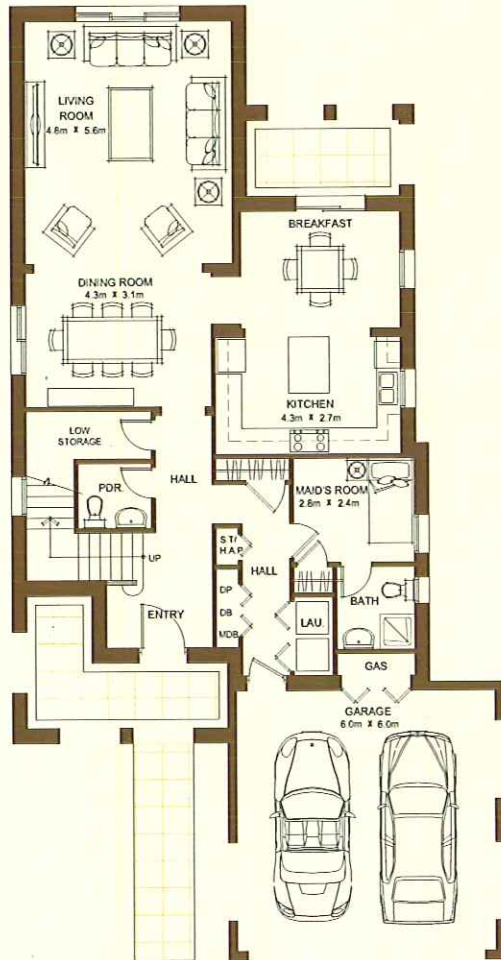 LIVING
ROOM
4.8m X 5.6m
BREAKFAST
DINING ROOM
4.3m X 3.1m
KITCHEN
4.3m X 2.7m
LOW
STORAGE
PDR.
HALL
MAID'S ROOM
2.8m X 2.4m
UP
ST/
H.A.P
HALL
DP
DB
MDB
ENTRY
LAU.
BATH
GAS
GARAGE
6.0m X 6.0m